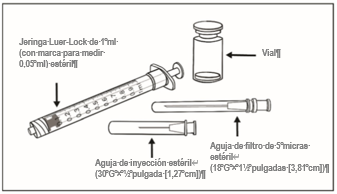 Jeringa·Luer-Lock·de·1°ml·
(con·marca·para·medir·
0,05°ml)·estéril¶
Vial¶
Aguja·de·filtro·de·5°micras·
estéril↵
(18°G°×°1½°pulgada·[3,81°cm])¶
Aguja·de·inyección·estéril↵
(30°G°×°½°pulgada·[1,27°cm])¶